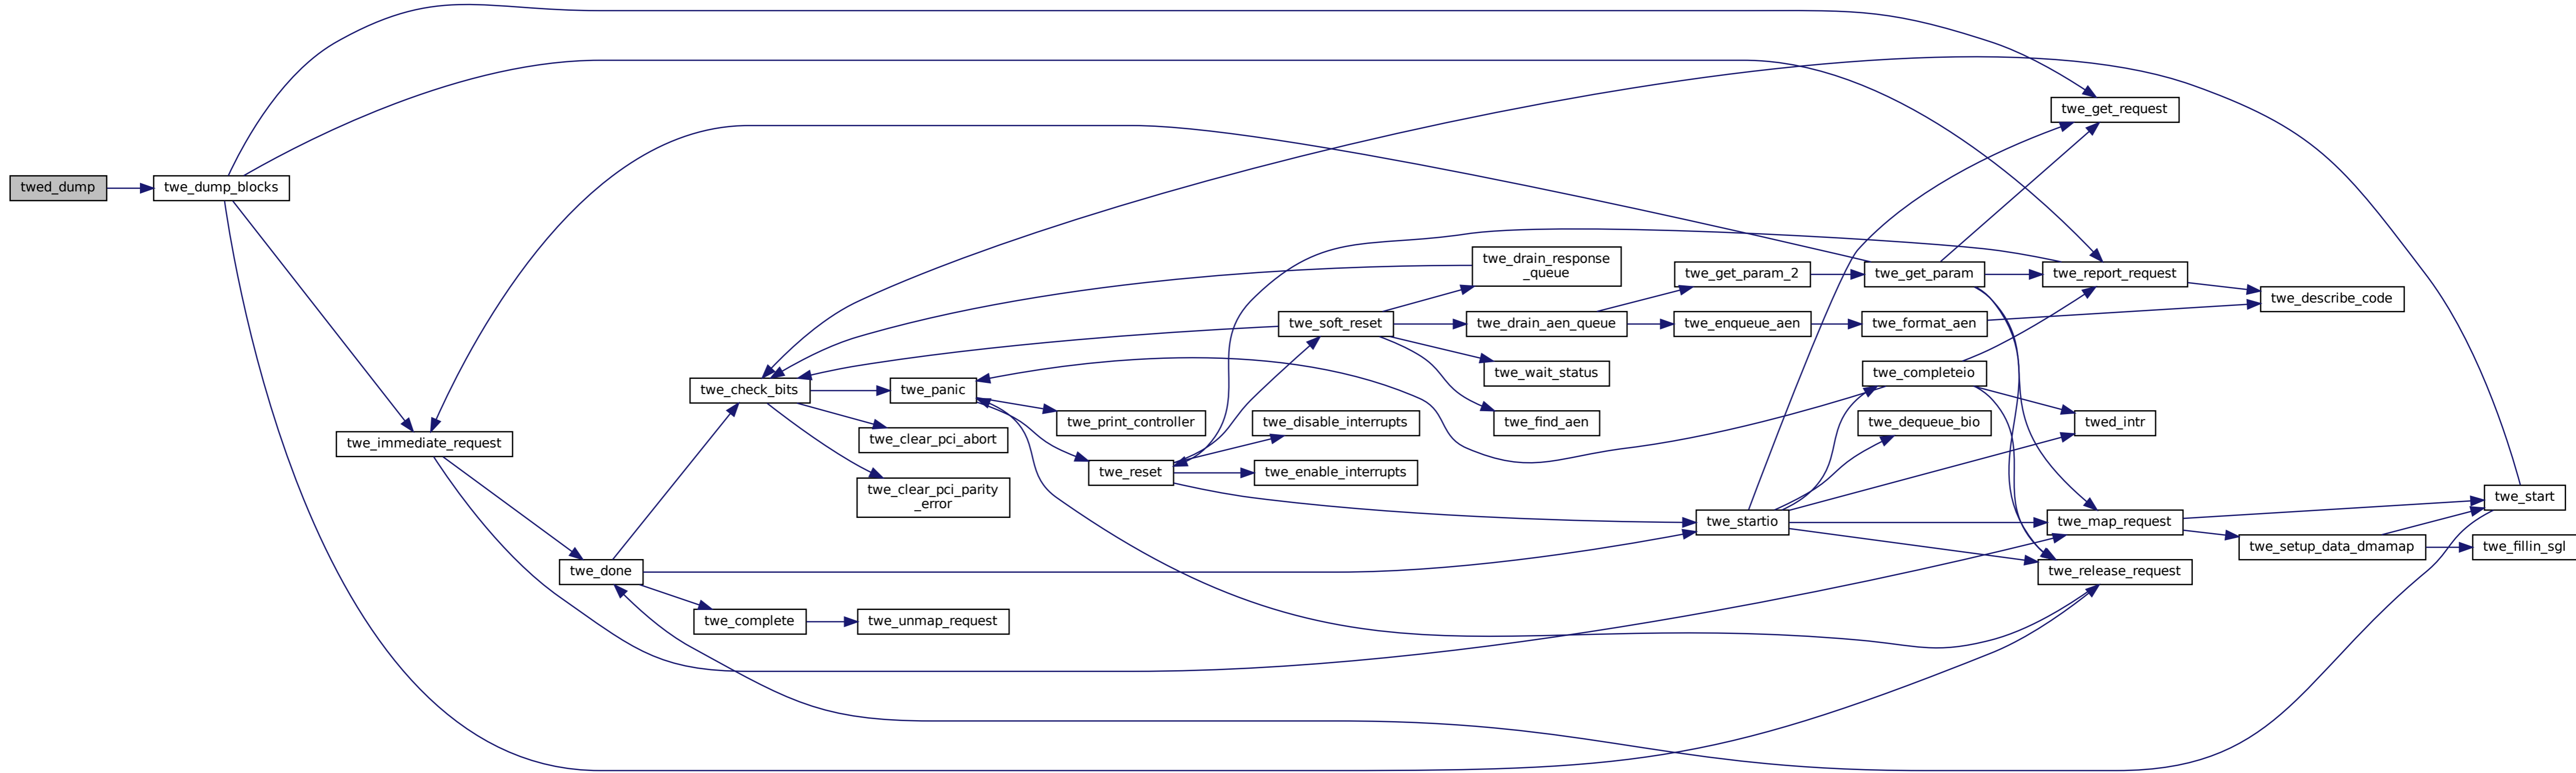 twed_dump
twe_dump_blocks
twe_immediate_request
twe_done
twe_check_bits
twe_complete
twe_panic
twe_clear_pci_abort
twe_clear_pci_parity
_error
twe_unmap_request
twe_print_controller
twe_reset
twe_soft_reset
twe_disable_interrupts
twe_enable_interrupts
twe_drain_response
_queue
twe_drain_aen_queue
twe_wait_status
twe_find_aen
twe_get_param_2
twe_enqueue_aen
twe_startio
twe_get_param
twe_format_aen
twe_completeio
twe_dequeue_bio
twe_get_request
twe_report_request
twed_intr
twe_map_request
twe_release_request
twe_describe_code
twe_setup_data_dmamap
twe_start
twe_fillin_sgl